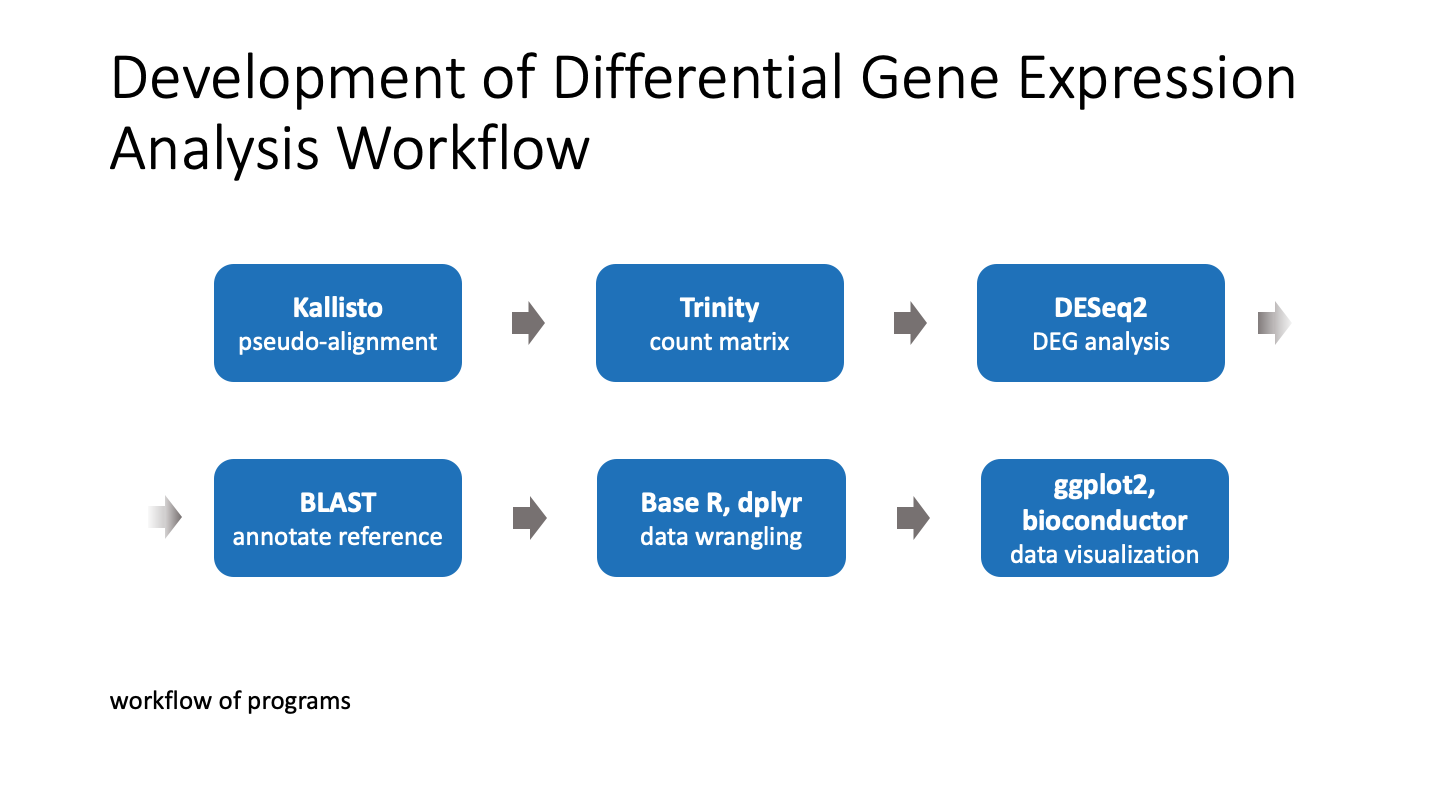 Development of Differential Gene Expression
Analysis Workflow
Kallisto
pseudo-alignment
Trinity
count matrix
DESeq2
DEG analysis
BLAST
annotate reference
Base R, dplyr
data wrangling
ggplot2,
bioconductor
data visualization
workflow of programs